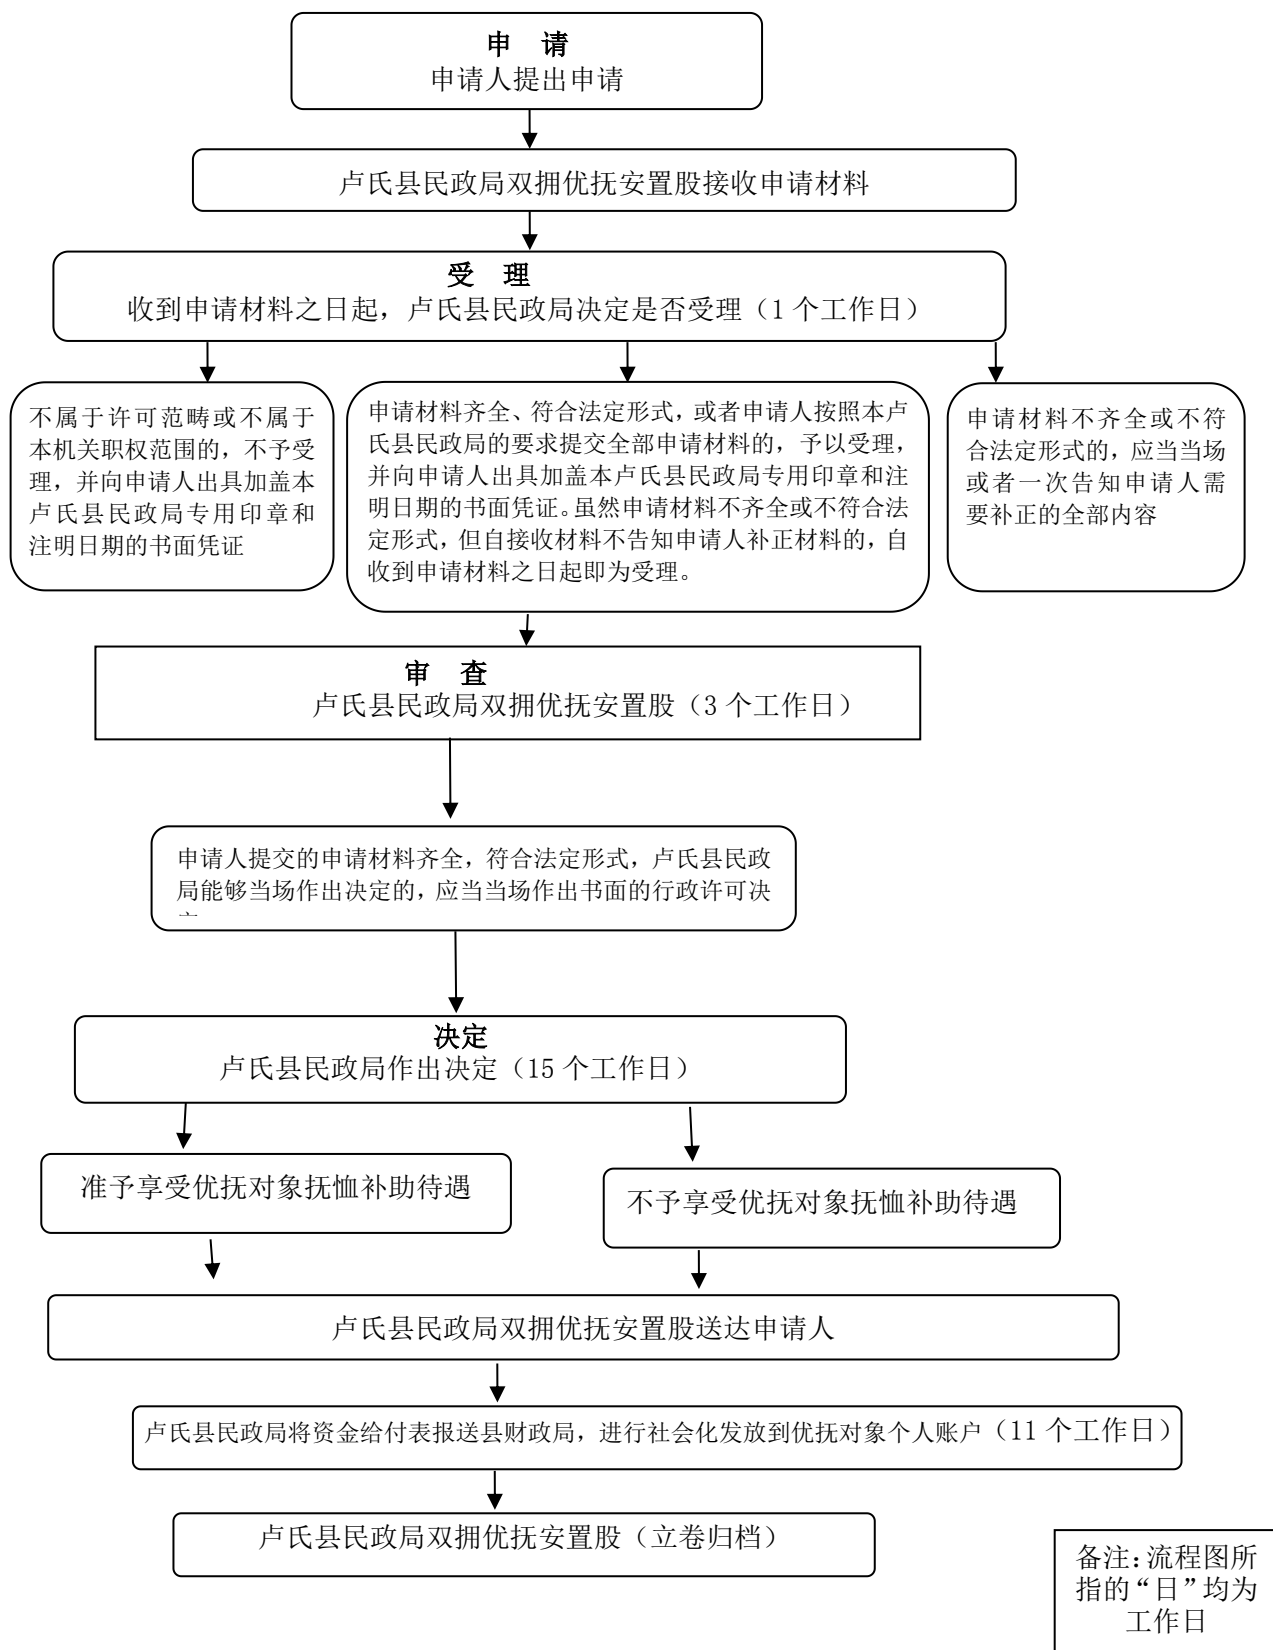 申 请
申请人提出申请
卢氏县民政局双拥优抚安置股接收申请材料
受 理
收到申请材料之日起，卢氏县民政局决定是否受理（1 个工作日）
不属于许可范畴或不属于
本机关职权范围的，不予受
理，并向申请人出具加盖本
卢氏县民政局专用印章和
注明日期的书面凭证
申请材料齐全、符合法定形式，或者申请人按照本卢
氏县民政局的要求提交全部申请材料的，予以受理，
并向申请人出具加盖本卢氏县民政局专用印章和注
明日期的书面凭证。虽然申请材料不齐全或不符合法
定形式，但自接收材料不告知申请人补正材料的，自
收到申请材料之日起即为受理。
申请材料不齐全或不符
合法定形式的，应当当场
或者一次告知申请人需
要补正的全部内容
审 查
卢氏县民政局双拥优抚安置股（3 个工作日）
申请人提交的申请材料齐全，符合法定形式，卢氏县民政
局能够当场作出决定的，应当当场作出书面的行政许可决
决定
卢氏县民政局作出决定（15 个工作日）
准予享受优抚对象抚恤补助待遇
不予享受优抚对象抚恤补助待遇
卢氏县民政局双拥优抚安置股送达申请人
卢氏县民政局将资金给付表报送县财政局，进行社会化发放到优抚对象个人账户（11 个工作日）
卢氏县民政局双拥优抚安置股（立卷归档）
备注：流程图所
指的“日”均为
工作日